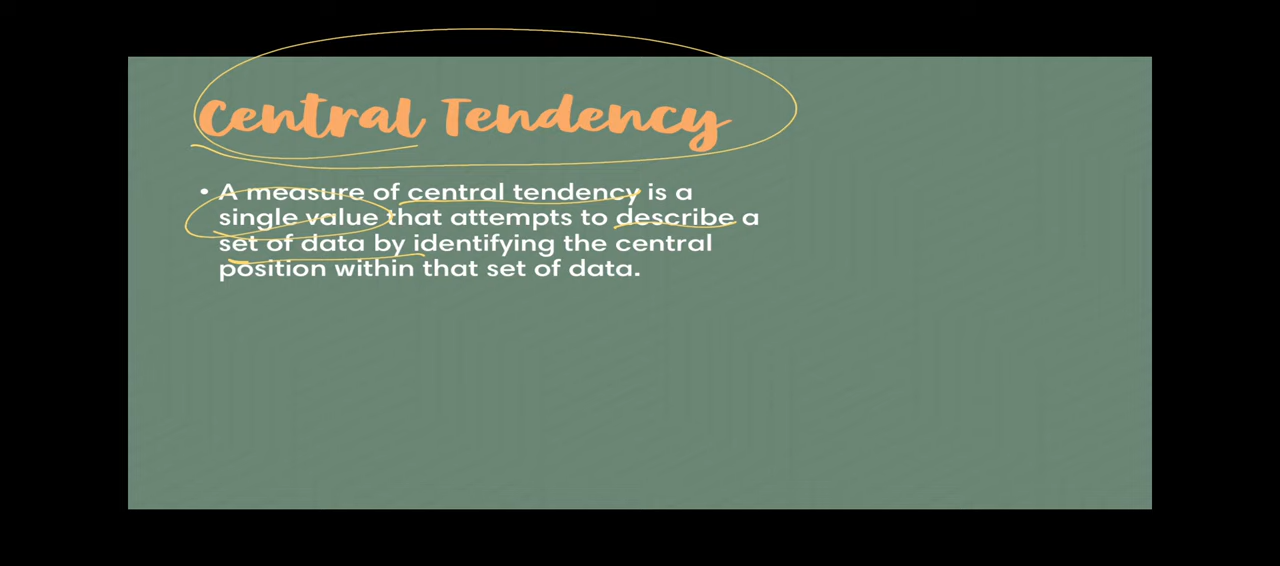 Central Tendency
• A measure of central tendency is a
single value that attempts to describe a
set of data by identifying the central
position within that set of data.